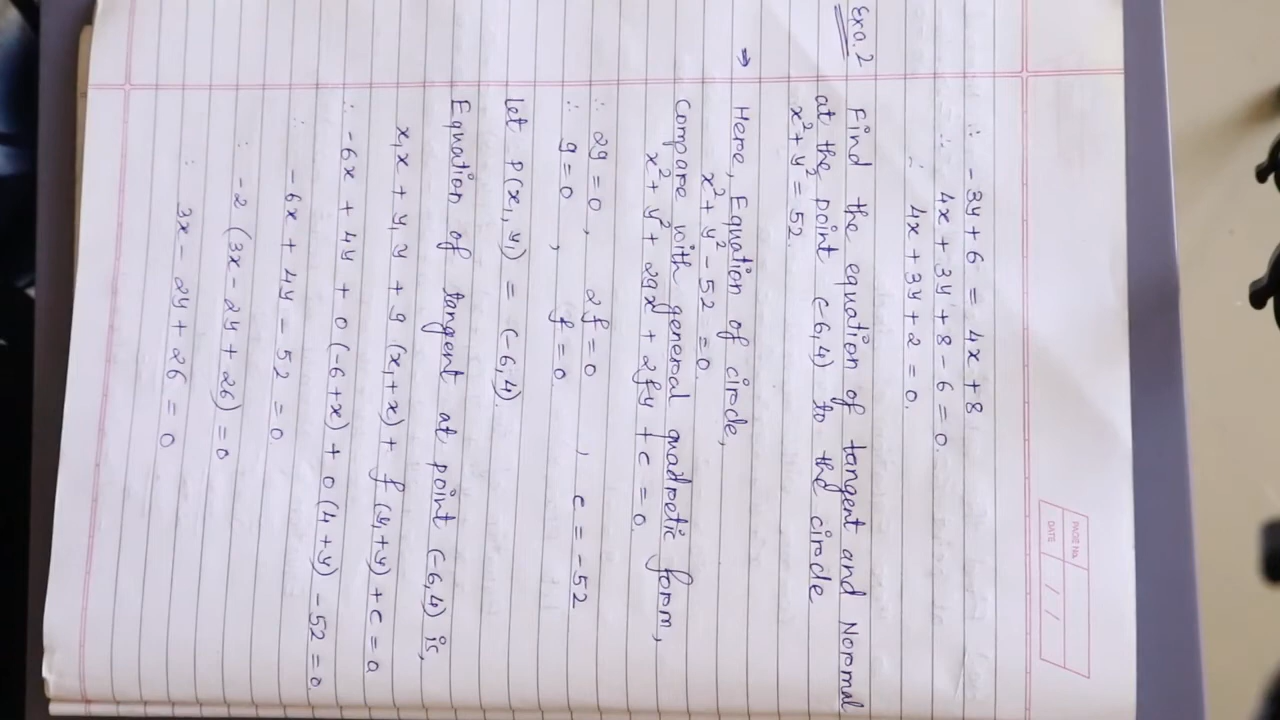 PAGE No.
DATE / /
∴ -3y + 6 = 4x + 8
∴ 4x + 3y + 8 - 6 = 0.
∴ 4x + 3y + 2 = 0.
Exa. 2 Find the equation of tangent and Normal
at the point (-6,4) to the circle
x² + y² = 52.
⇒ Here, Equation of circle,
x² + y² - 52 = 0.
Compare with general quadretic form,
x² + y² + 2gx + 2fy + c = 0.
∴ 2g = 0, 2f = 0, c = -52
∴ g = 0, f = 0.
let P(x₁, y₁) = (-6,4).
Equation of tangent at point (-6,4) is,
x₁x + y₁y + g (x₁+x) + f (y₁+y) + c = 0
∴ -6x + 4y + 0 (-6+x) + 0 (4+y) - 52 = 0.
∴ -6x + 4y - 52 = 0.
∴ -2 (3x - 2y + 26) = 0
∴ 3x - 2y + 26 = 0